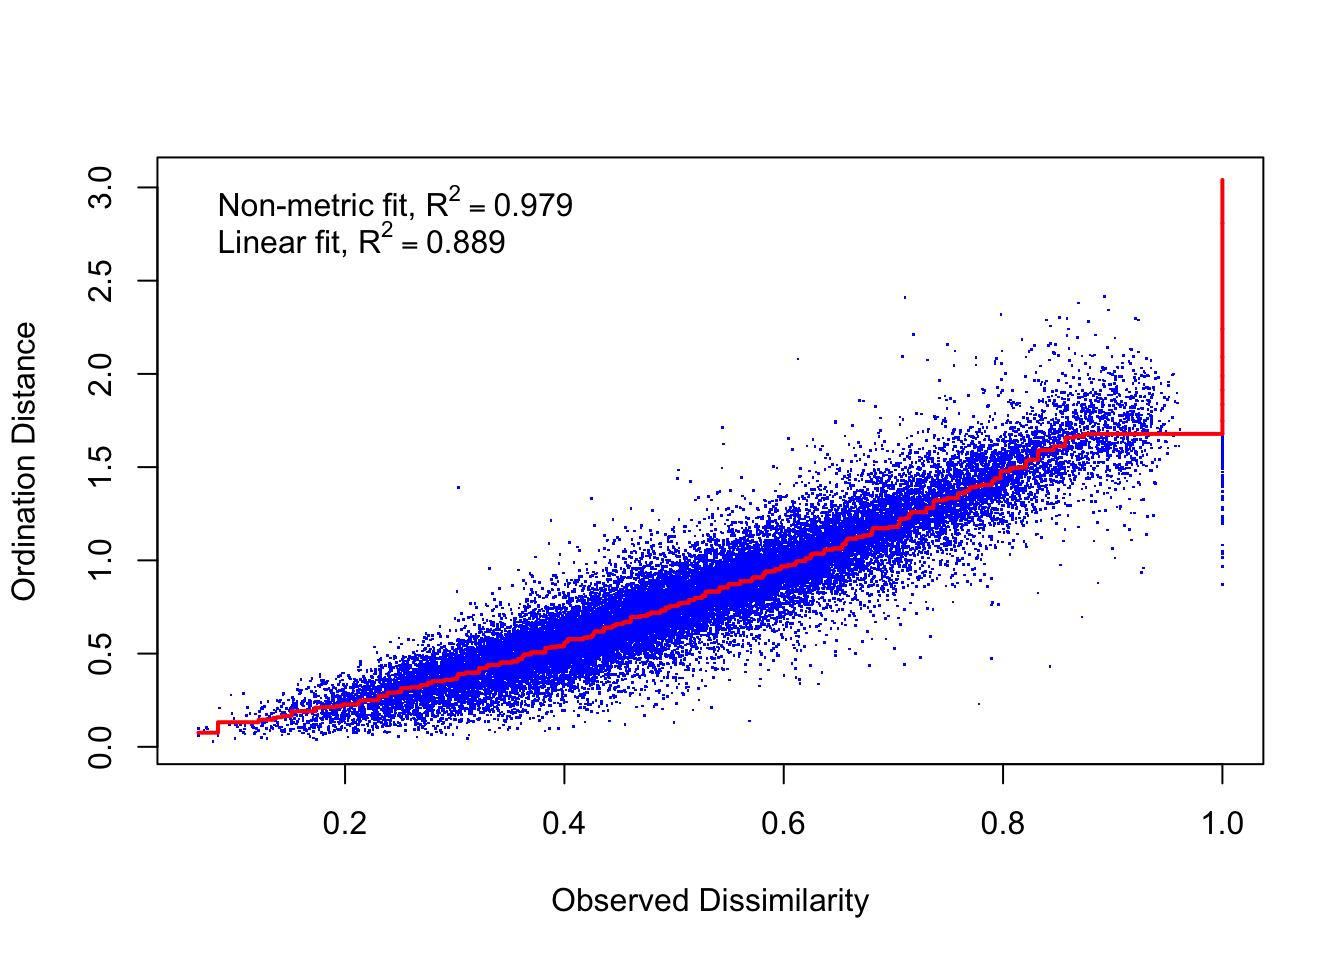 Non-metric fit, R² = 0.979
Linear fit, R² = 0.889
Ordination Distance
3.0
2.5
2.0
1.5
1.0
0.5
0.0
0.2 0.4 0.6 0.8 1.0
Observed Dissimilarity